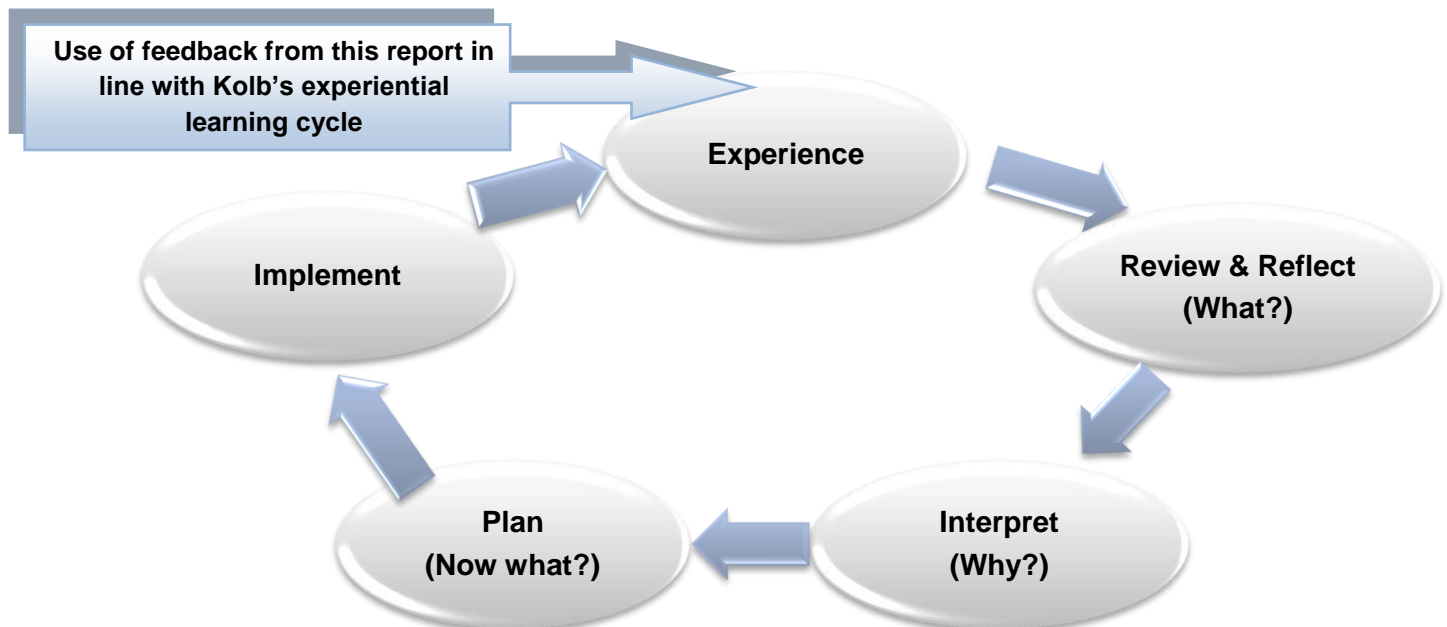 Use of feedback from this report in
line with Kolb’s experiential
learning cycle
Experience
Review & Reflect
(What?)
Interpret
(Why?)
Plan
(Now what?)
Implement